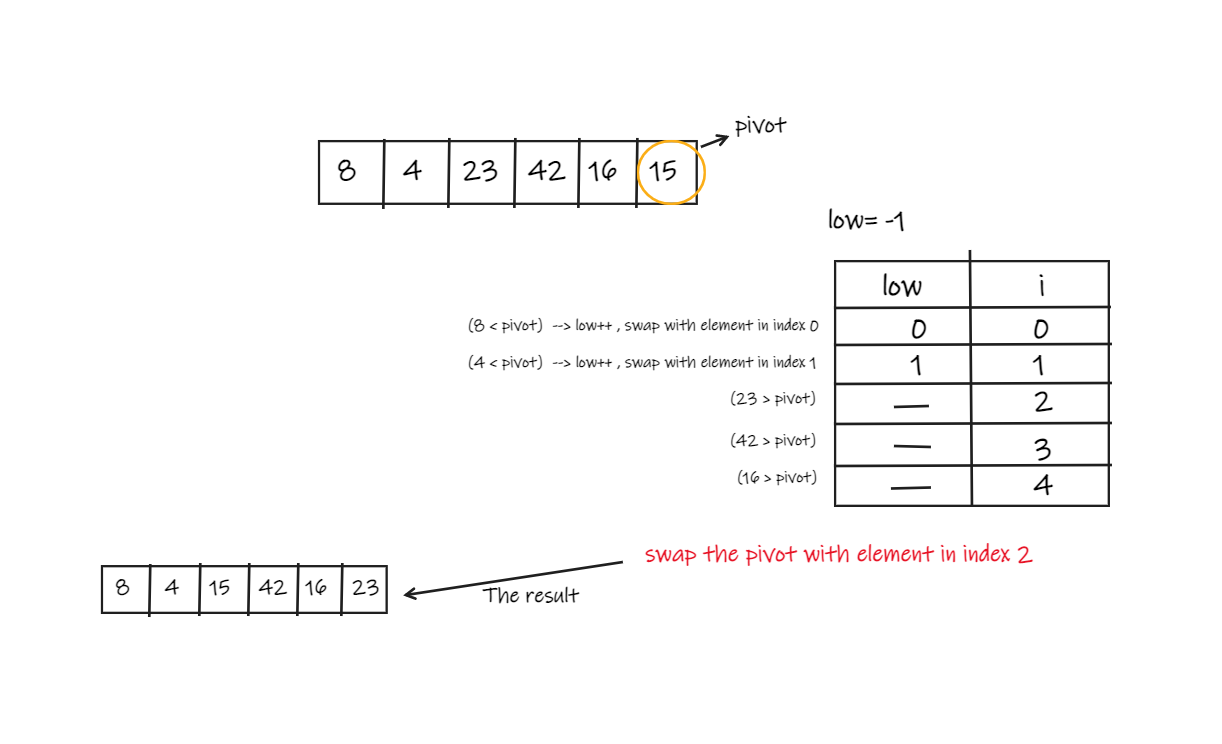 pivot
8 4 23 42 16 15
low= -1
low i
(8 < pivot) --> low++ , swap with element in index 0 0 0
(4 < pivot) --> low++ , swap with element in index 1 1 1
(23 > pivot) — 2
(42 > pivot) — 3
(16 > pivot) — 4
swap the pivot with element in index 2
8 4 15 42 16 23
The result